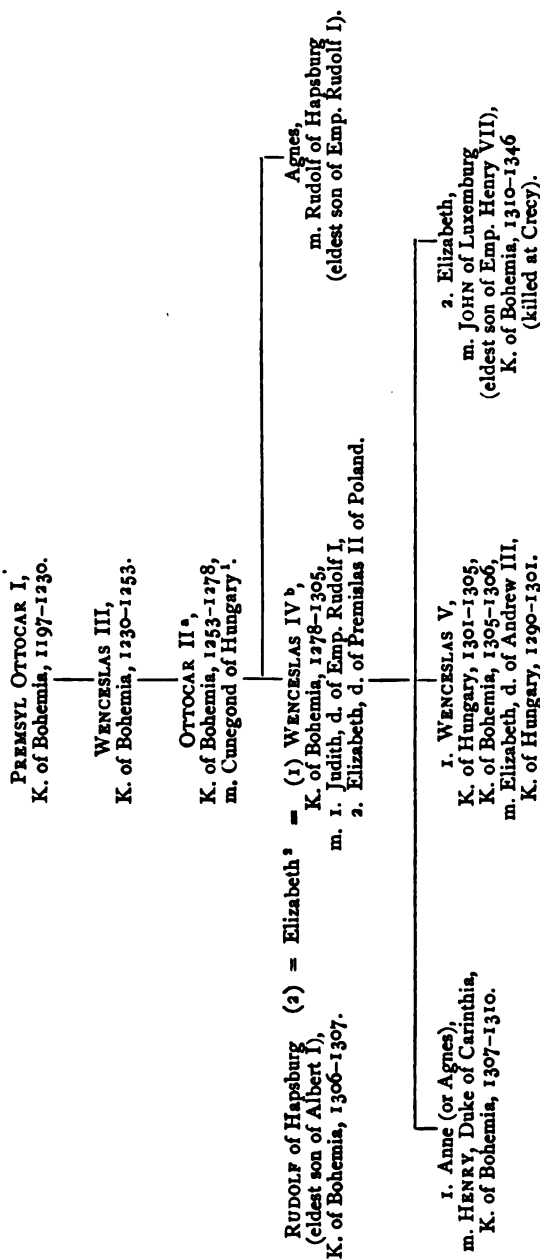 PREMSYL OTTOCAR I,
K. of Bohemia, 1197–1230.
WENCESLAS III,
K. of Bohemia, 1230–1253.
OTTOCAR II a,
K. of Bohemia, 1253–1278,
m. Cunegond of Hungary 1.
RUDOLF of Hapsburg (2) = Elizabeth 2 = (1) WENCESLAS IV b,
(eldest son of Albert I),
K. of Bohemia, 1306–1307.
K. of Bohemia, 1278–1305,
m. 1. Judith, d. of Emp. Rudolf I,
2. Elizabeth, d. of Premislas II of Poland.
Agnes,
m. Rudolf of Hapsburg
(eldest son of Emp. Rudolf I).
1. Anne (or Agnes),
m. HENRY, Duke of Carinthia,
K. of Bohemia, 1307–1310.
1. WENCESLAS V,
K. of Hungary, 1301–1305,
K. of Bohemia, 1305–1306,
m. Elizabeth, d. of Andrew III,
K. of Hungary, 1290–1301.
2. Elizabeth,
m. JOHN of Luxemburg
(eldest son of Emp. Henry VII),
K. of Bohemia, 1310–1346
(killed at Crecy).